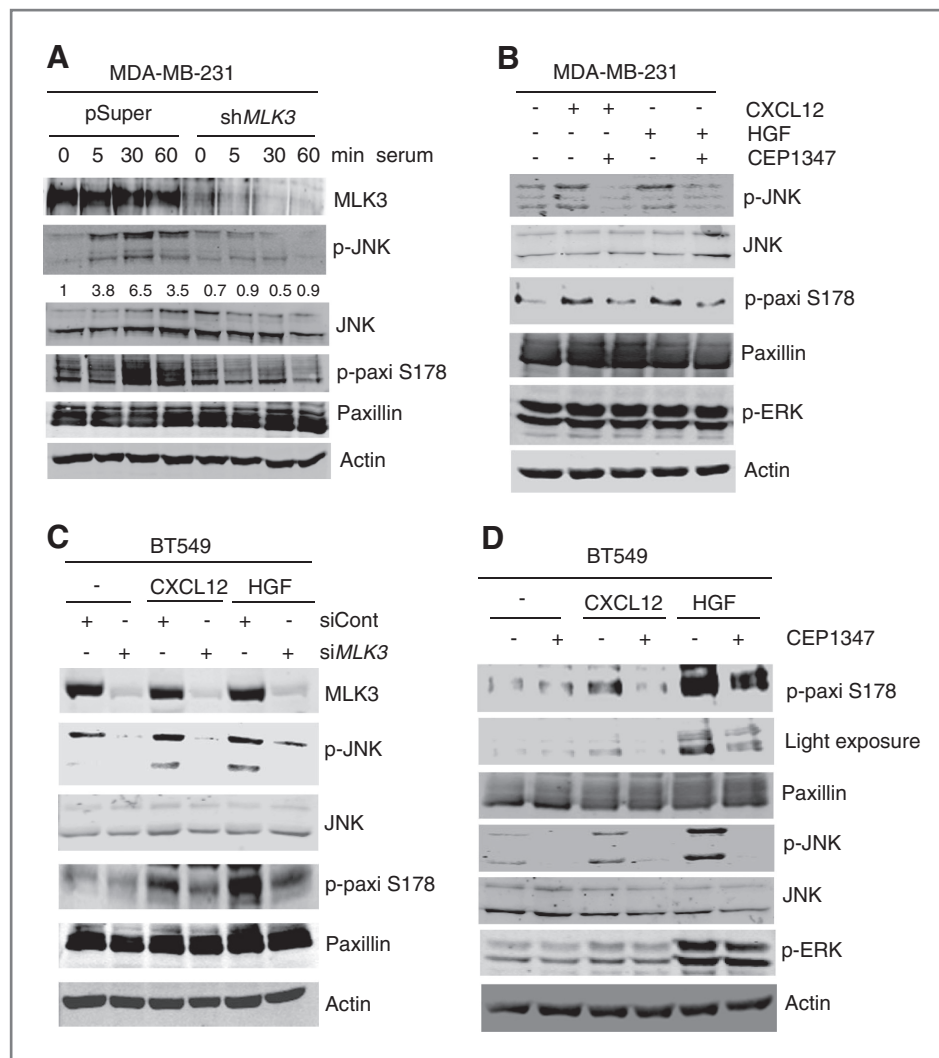 A
MDA-MB-231
pSuper shMLK3
0 5 30 60 0 5 30 60 min serum
MLK3
p-JNK
1 3.8 6.5 3.5 0.7 0.9 0.5 0.9
JNK
p-paxi S178
Paxillin
Actin
B
MDA-MB-231
- + + - - CXCL12
- - - + + HGF
- - + - + CEP1347
p-JNK
JNK
p-paxi S178
Paxillin
p-ERK
Actin
C
BT549
- CXCL12 HGF
+ - + - + - siCont
- + - + - + siMLK3
MLK3
p-JNK
JNK
p-paxi S178
Paxillin
Actin
D
BT549
- CXCL12 HGF
- + - + - + CEP1347
p-paxi S178
Light exposure
Paxillin
p-JNK
JNK
p-ERK
Actin